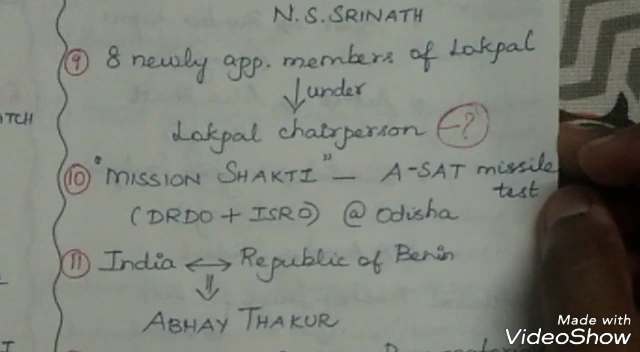 N.S.SRINATH
⑨ 8 newly app. members of Lokpal
↓ under
ATCH
Lokpal chairperson -?
⑩ "MISSION SHAKTI" - A-SAT missile
test
(DRDO + ISRO) @ Odisha
⑪ India ↔ Republic of Benin
⇓
ABHAY THAKUR
Made with
VideoShow